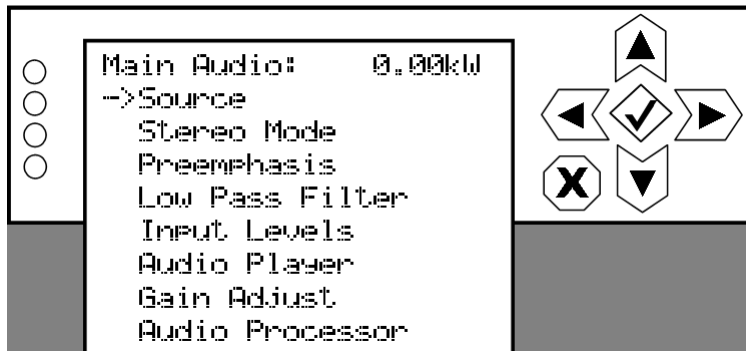 Main Audio: 0.00kW
->Source
Stereo Mode
Preemphasis
Low Pass Filter
Input Levels
Audio Player
Gain Adjust
Audio Processor
X